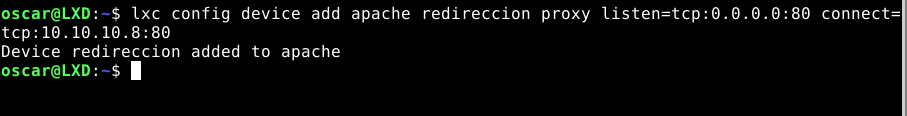 oscar@LXD:~$ lxc config device add apache redireccion proxy listen=tcp:0.0.0.0:80 connect=
tcp:10.10.10.8:80
Device redireccion added to apache
oscar@LXD:~$